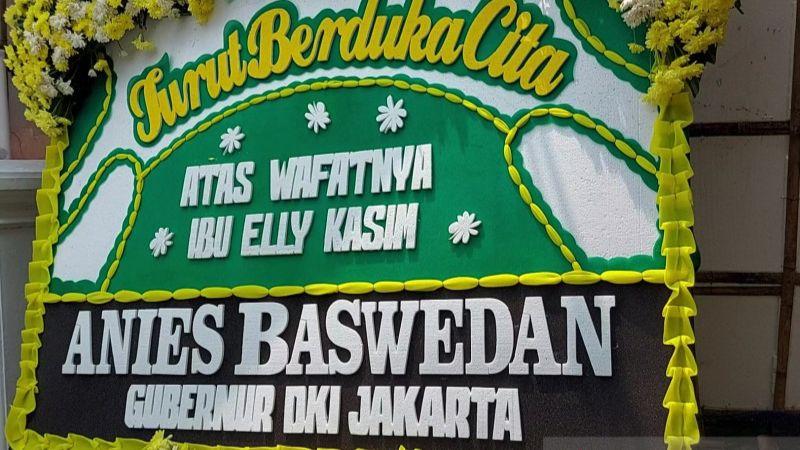 Turut Berduka Cita
ATAS WAFATNYA
IBU ELLY KASIM
ANIES BASWEDAN
GUBERNUR DKI JAKARTA